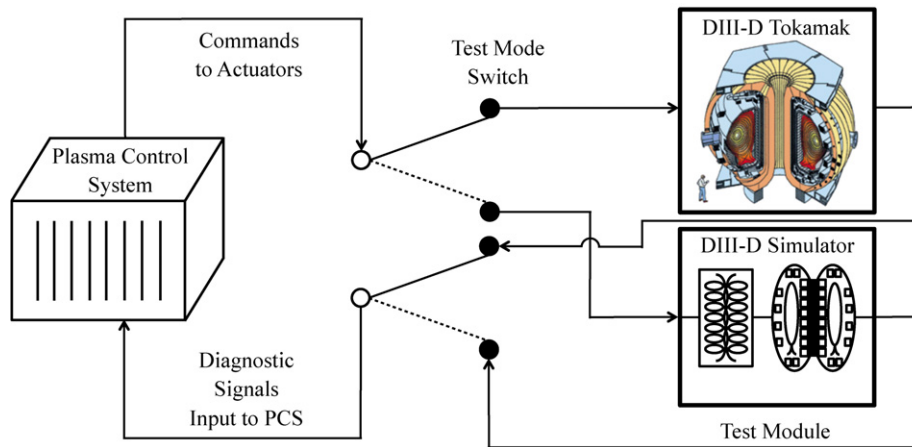 Commands
to Actuators
Test Mode
Switch
DIII-D Tokamak
Plasma Control
System
DIII-D Simulator
Diagnostic
Signals
Input to PCS
Test Module